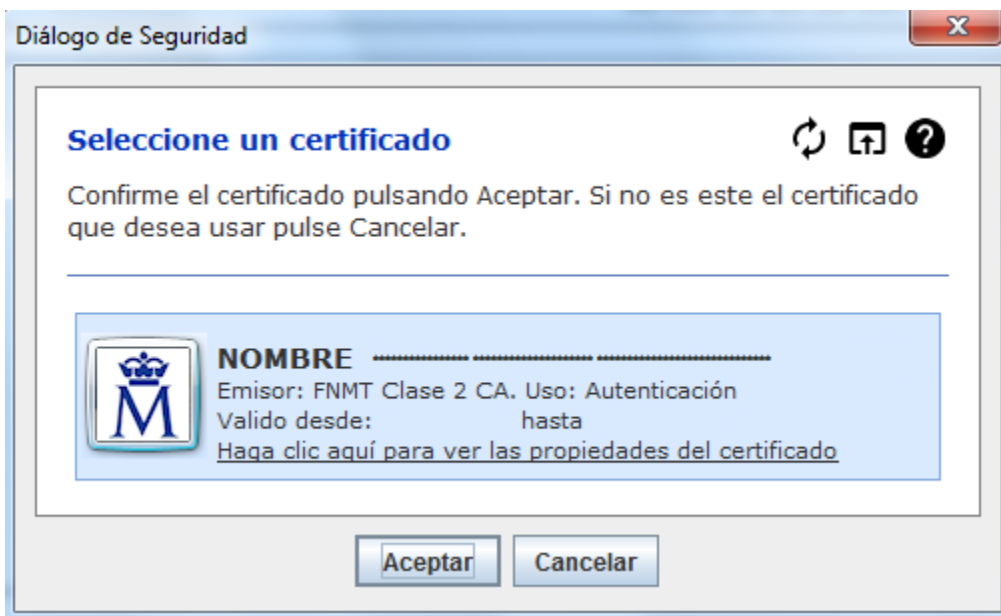 Diálogo de Seguridad
Seleccione un certificado
Confirme el certificado pulsando Aceptar. Si no es este el certificado
que desea usar pulse Cancelar.
NOMBRE
Emisor: FNMT Clase 2 CA. Uso: Autenticación
Valido desde: hasta
Haga clic aquí para ver las propiedades del certificado
Aceptar Cancelar